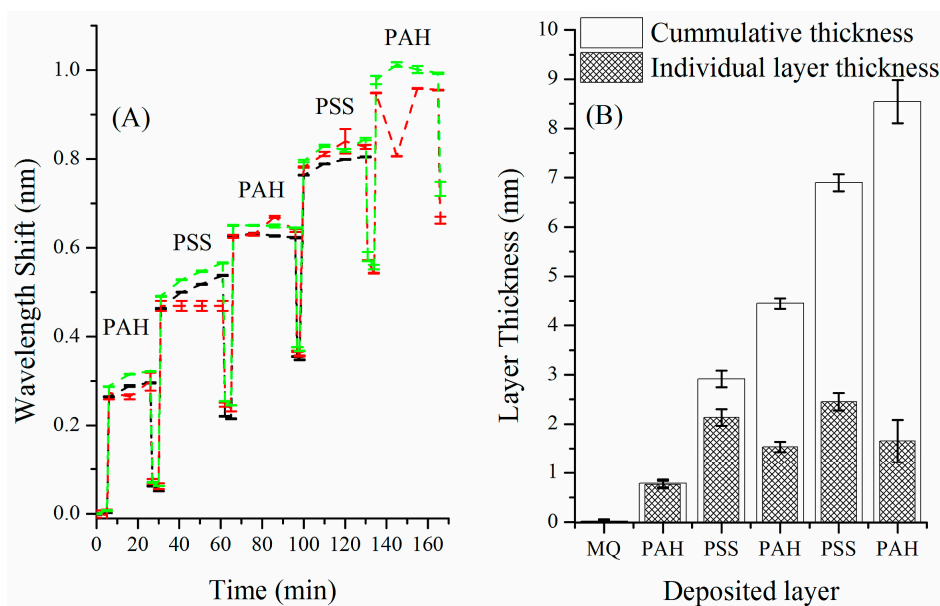 (A)
PAH
PSS
PAH
PSS
PAH
1.0
0.8
0.6
0.4
0.2
0.0
Wavelength Shift (nm)
0 20 40 60 80 100 120 140 160
Time (min)
(B)
Cummulative thickness
Individual layer thickness
10
9
8
7
6
5
4
3
2
1
0
Layer Thickness (nm)
MQ PAH PSS PAH PSS PAH
Deposited layer